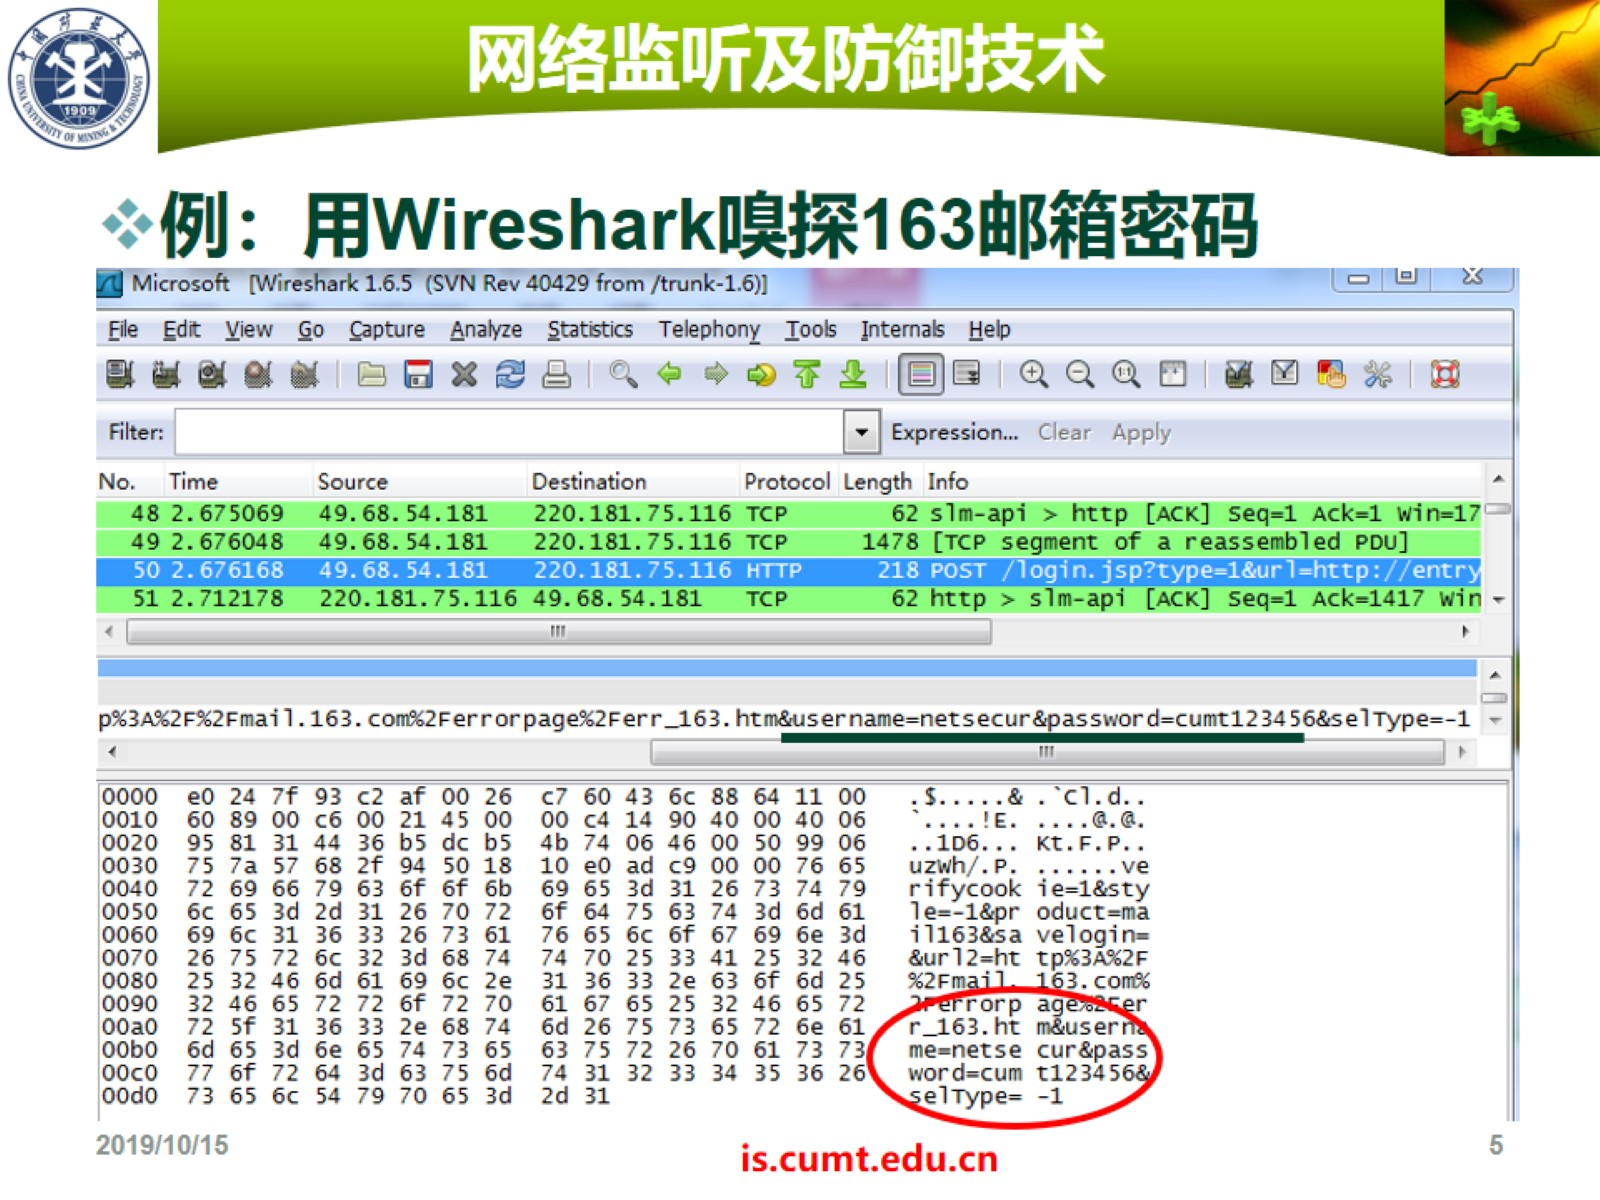 中国矿业大学
CHINA UNIVERSITY OF MINING & TECHNOLOGY
1909
网络监听及防御技术
例：用Wireshark嗅探163邮箱密码
Microsoft [Wireshark 1.6.5 (SVN Rev 40429 from /trunk-1.6)]
File Edit View Go Capture Analyze Statistics Telephony Tools Internals Help
Filter: Expression... Clear Apply
No. Time Source Destination Protocol Length Info
48 2.675069 49.68.54.181 220.181.75.116 TCP 62 slm-api > http [ACK] Seq=1 Ack=1 Win=17
49 2.676048 49.68.54.181 220.181.75.116 TCP 1478 [TCP segment of a reassembled PDU]
50 2.676168 49.68.54.181 220.181.75.116 HTTP 218 POST /login.jsp?type=1&url=http://entry
51 2.712178 220.181.75.116 49.68.54.181 TCP 62 http > slm-api [ACK] Seq=1 Ack=1417 Win
p%3A%2F%2Fmail.163.com%2Ferrorpage%2Ferr_163.htm&username=netsecur&password=cumt123456&selType=-1
0000 e0 24 7f 93 c2 af 00 26 c7 60 43 6c 88 64 11 00 .$.....& .`Cl.d..
0010 60 89 00 c6 00 21 45 00 00 c4 14 90 40 00 40 06 `....!E. ....@.@.
0020 95 81 31 44 36 b5 dc b5 4b 74 06 46 00 50 99 06 ..1D6... Kt.F.P..
0030 75 7a 57 68 2f 94 50 18 10 e0 ad c9 00 00 76 65 uzWh/.P. ......ve
0040 72 69 66 79 63 6f 6f 6b 69 65 3d 31 26 73 74 79 rifycook ie=1&sty
0050 6c 65 3d 2d 31 26 70 72 6f 64 75 63 74 3d 6d 61 le=-1&pr oduct=ma
0060 69 6c 31 36 33 26 73 61 76 65 6c 6f 67 69 6e 3d il163&sa velogin=
0070 26 75 72 6c 32 3d 68 74 74 70 25 33 41 25 32 46 &url2=ht tp%3A%2F
0080 25 32 46 6d 61 69 6c 2e 31 36 33 2e 63 6f 6d 25 %2Fmail. 163.com%
0090 32 46 65 72 72 6f 72 70 61 67 65 25 32 46 65 72 2Ferrorp age%2Fer
00a0 72 5f 31 36 33 2e 68 74 6d 26 75 73 65 72 6e 61 r_163.ht m&userna
00b0 6d 65 3d 6e 65 74 73 65 63 75 72 26 70 61 73 73 me=netse cur&pass
00c0 77 6f 72 64 3d 63 75 6d 74 31 32 33 34 35 36 26 word=cum t123456&
00d0 73 65 6c 54 79 70 65 3d 2d 31 selType= -1
2019/10/15
is.cumt.edu.cn
5